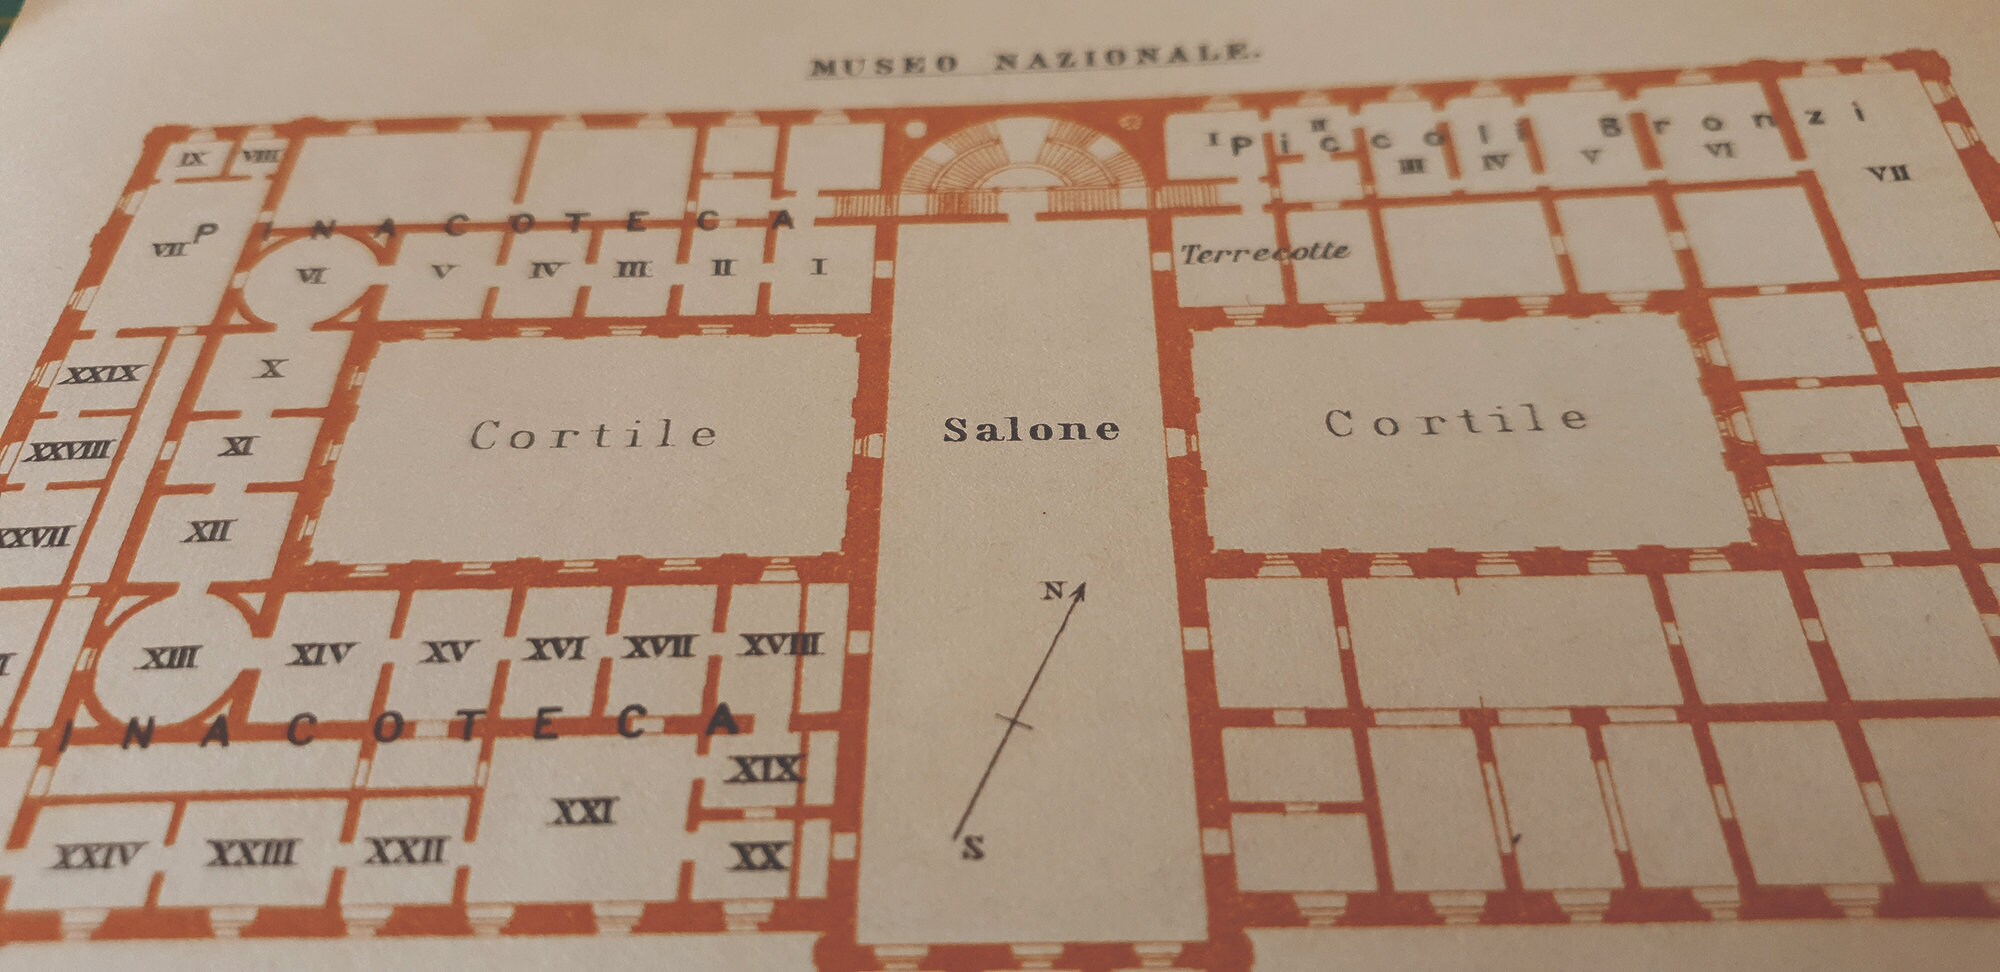 MUSEO NAZIONALE.
IX VIII
I II III IV V VI VII
Piccoli Bronzi
PINACOTECA
VII VI V IV III II I
Terrecotte
XXIX X
XXVIII XI
XXVII XII
Cortile Salone Cortile
N
XIII XIV XV XVI XVII XVIII
INACOTECA
XIX
XXI
XXIV XXIII XXII XX
S